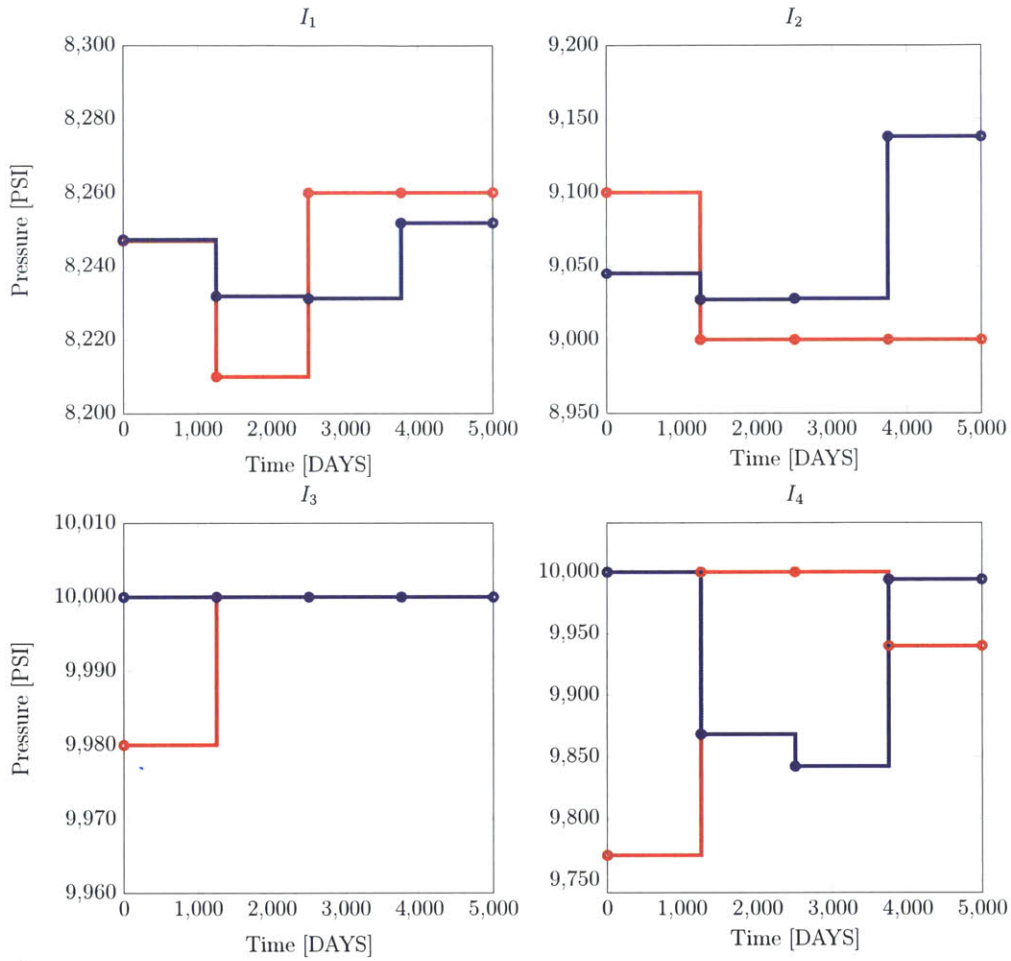 I1
I2
Pressure [PSI]
8,300
8,280
8,260
8,240
8,220
8,200
0 1,000 2,000 3,000 4,000 5,000
Time [DAYS]
9,200
9,150
9,100
9,050
9,000
8,950
0 1,000 2,000 3,000 4,000 5,000
Time [DAYS]
I3
I4
Pressure [PSI]
10,010
10,000
9,990
9,980
9,970
9,960
0 1,000 2,000 3,000 4,000 5,000
Time [DAYS]
10,000
9,950
9,900
9,850
9,800
9,750
0 1,000 2,000 3,000 4,000 5,000
Time [DAYS]